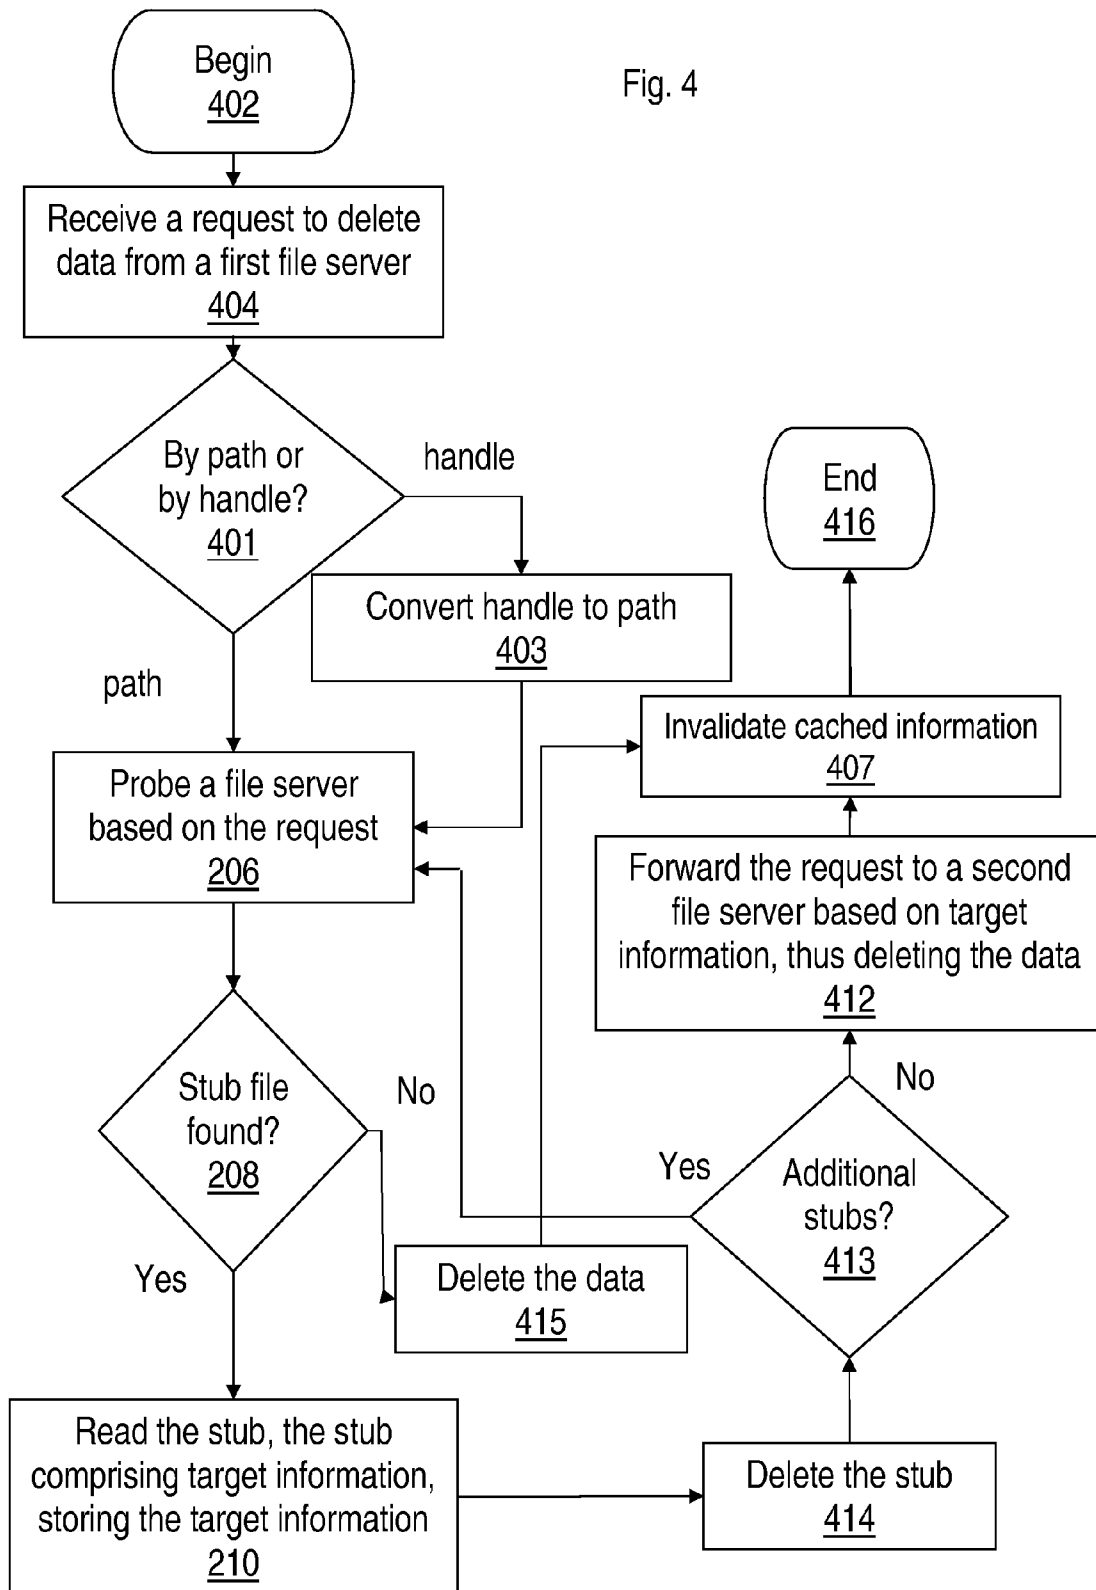 Begin
402
Fig. 4
Receive a request to delete
data from a first file server
404
By path or
by handle?
401
handle
End
416
Convert handle to path
403
path
Invalidate cached information
407
Probe a file server
based on the request
206
Forward the request to a second
file server based on target
information, thus deleting the data
412
Stub file
found?
208
No
No
Yes
Additional
stubs?
413
Yes
Delete the data
415
Read the stub, the stub
comprising target information,
storing the target information
210
Delete the stub
414